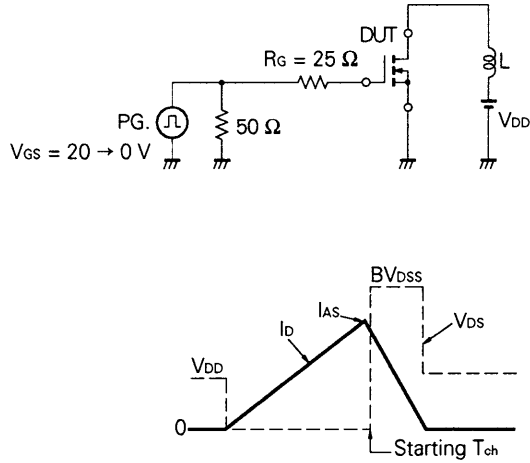 DUT
RG = 25 Ω
L
PG.
50 Ω
VDD
VGS = 20 → 0 V
BVDSS
IAS
ID
VDS
VDD
0
Starting Tch